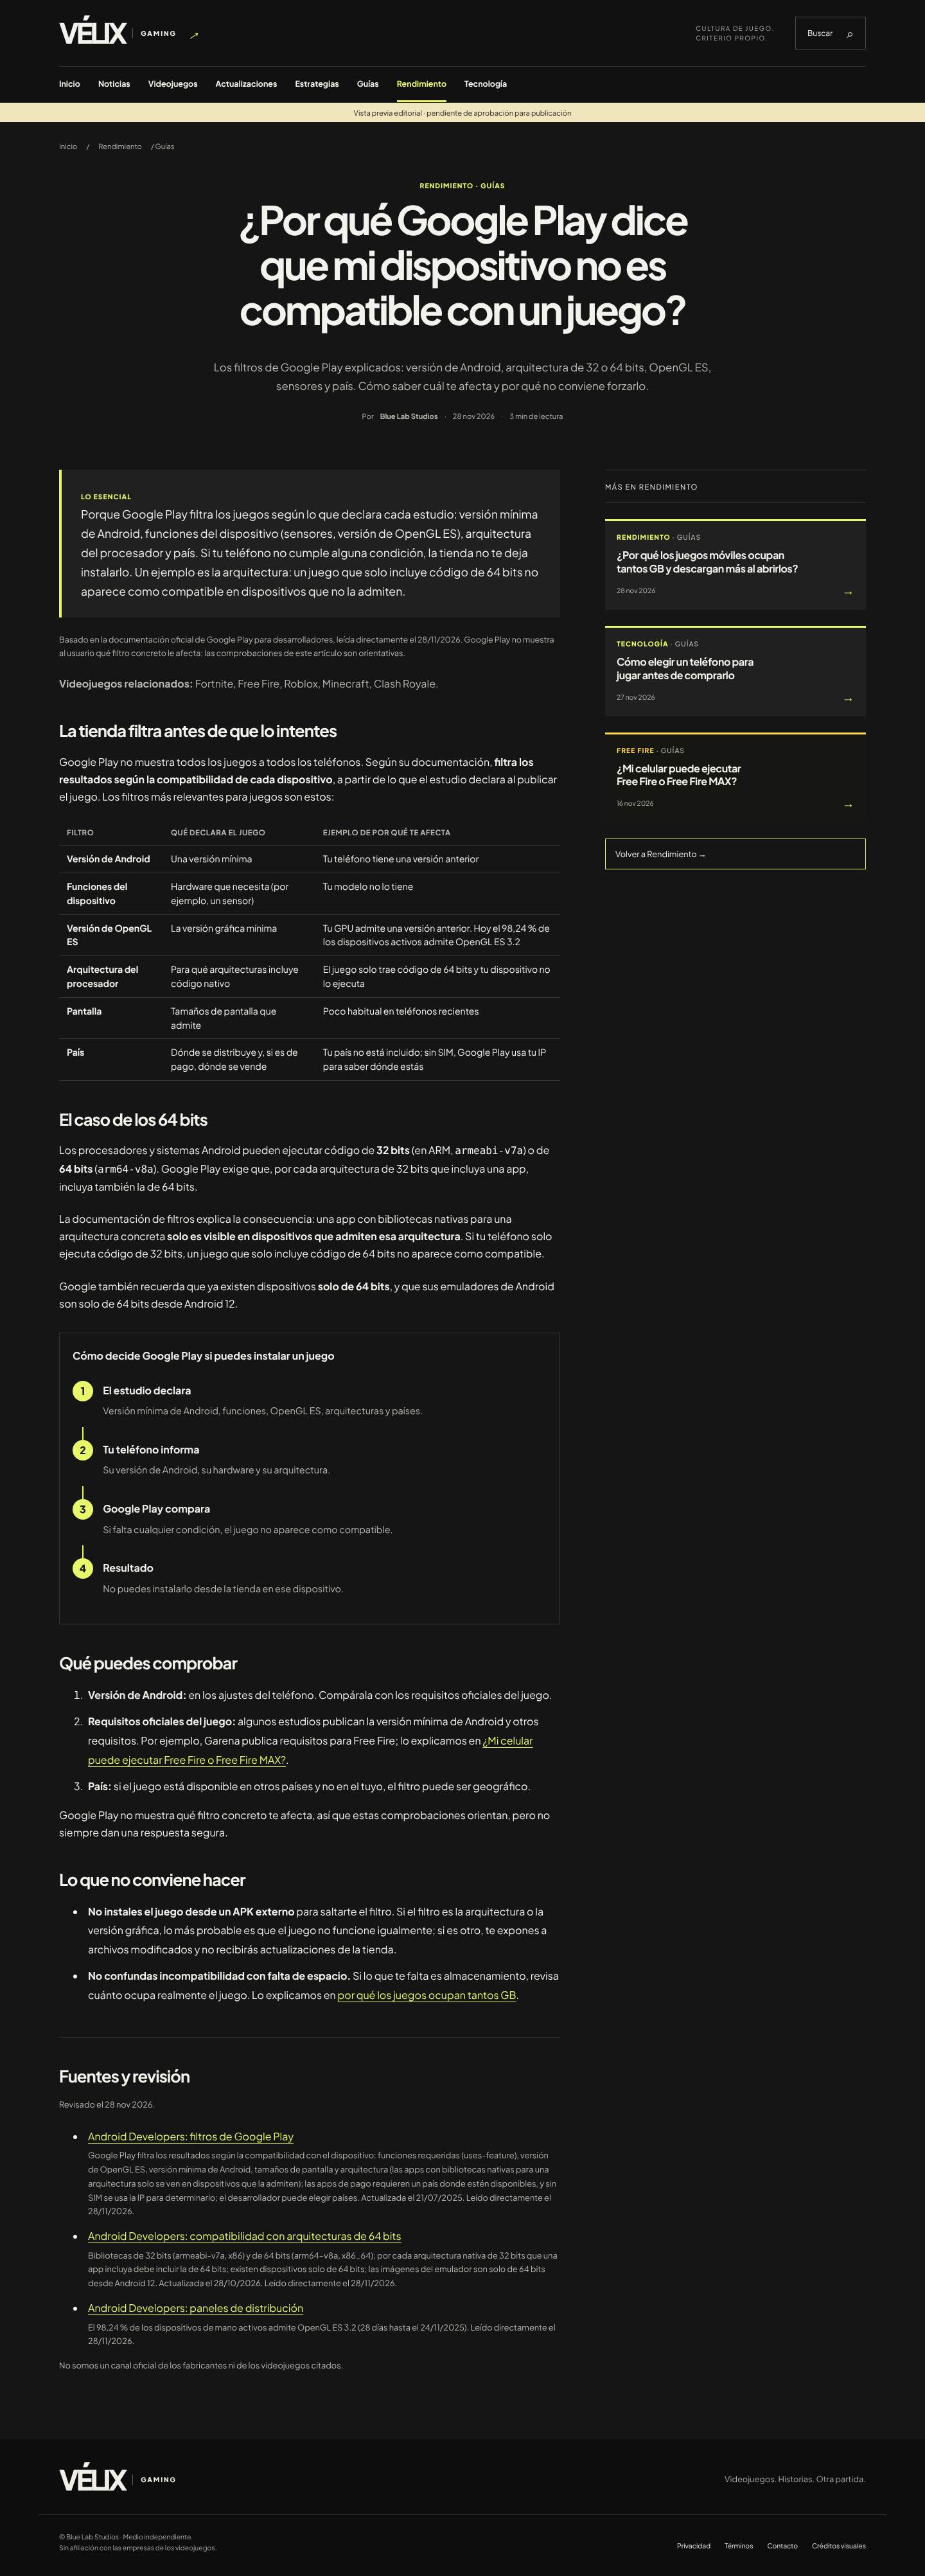 VÉLIX GAMING
CULTURA DE JUEGO.
CRITERIO PROPIO.
Buscar
Inicio Noticias Videojuegos Actualizaciones Estrategias Guías Rendimiento Tecnología
Vista previa editorial · pendiente de aprobación para publicación
Inicio / Rendimiento / Guías
RENDIMIENTO · GUÍAS
¿Por qué Google Play dice
que mi dispositivo no es
compatible con un juego?
Los filtros de Google Play explicados: versión de Android, arquitectura de 32 o 64 bits, OpenGL ES,
sensores y país. Cómo saber cuál te afecta y por qué no conviene forzarlo.
Por Blue Lab Studios · 28 nov 2026 · 3 min de lectura
LO ESENCIAL
Porque Google Play filtra los juegos según lo que declara cada estudio: versión mínima
de Android, funciones del dispositivo (sensores, versión de OpenGL ES), arquitectura
del procesador y país. Si tu teléfono no cumple alguna condición, la tienda no te deja
instalarlo. Un ejemplo es la arquitectura: un juego que solo incluye código de 64 bits no
aparece como compatible en dispositivos que no la admiten.
Basado en la documentación oficial de Google Play para desarrolladores, leída directamente el 28/11/2026. Google Play no muestra
al usuario qué filtro concreto le afecta; las comprobaciones de este artículo son orientativas.
Videojuegos relacionados: Fortnite, Free Fire, Roblox, Minecraft, Clash Royale.
La tienda filtra antes de que lo intentes
Google Play no muestra todos los juegos a todos los teléfonos. Según su documentación, filtra los
resultados según la compatibilidad de cada dispositivo, a partir de lo que el estudio declara al publicar
el juego. Los filtros más relevantes para juegos son estos:
FILTRO QUÉ DECLARA EL JUEGO EJEMPLO DE POR QUÉ TE AFECTA
Versión de Android Una versión mínima Tu teléfono tiene una versión anterior
Funciones del Hardware que necesita (por Tu modelo no lo tiene
dispositivo ejemplo, un sensor)
Versión de OpenGL La versión gráfica mínima Tu GPU admite una versión anterior. Hoy el 98,24 % de
ES los dispositivos activos admite OpenGL ES 3.2
Arquitectura del Para qué arquitecturas incluye El juego solo trae código de 64 bits y tu dispositivo no
procesador código nativo lo ejecuta
Pantalla Tamaños de pantalla que Poco habitual en teléfonos recientes
admite
País Dónde se distribuye y, si es de Tu país no está incluido; sin SIM, Google Play usa tu IP
pago, dónde se vende para saber dónde estás
El caso de los 64 bits
Los procesadores y sistemas Android pueden ejecutar código de 32 bits (en ARM, armeabi-v7a) o de
64 bits (arm64-v8a). Google Play exige que, por cada arquitectura de 32 bits que incluya una app,
incluya también la de 64 bits.
La documentación de filtros explica la consecuencia: una app con bibliotecas nativas para una
arquitectura concreta solo es visible en dispositivos que admiten esa arquitectura. Si tu teléfono solo
ejecuta código de 32 bits, un juego que solo incluye código de 64 bits no aparece como compatible.
Google también recuerda que ya existen dispositivos solo de 64 bits, y que sus emuladores de Android
son solo de 64 bits desde Android 12.
Cómo decide Google Play si puedes instalar un juego
1 El estudio declara
Versión mínima de Android, funciones, OpenGL ES, arquitecturas y países.
2 Tu teléfono informa
Su versión de Android, su hardware y su arquitectura.
3 Google Play compara
Si falta cualquier condición, el juego no aparece como compatible.
4 Resultado
No puedes instalarlo desde la tienda en ese dispositivo.
Qué puedes comprobar
1. Versión de Android: en los ajustes del teléfono. Compárala con los requisitos oficiales del juego.
2. Requisitos oficiales del juego: algunos estudios publican la versión mínima de Android y otros
requisitos. Por ejemplo, Garena publica requisitos para Free Fire; lo explicamos en ¿Mi celular
puede ejecutar Free Fire o Free Fire MAX?.
3. País: si el juego está disponible en otros países y no en el tuyo, el filtro puede ser geográfico.
Google Play no muestra qué filtro concreto te afecta, así que estas comprobaciones orientan, pero no
siempre dan una respuesta segura.
Lo que no conviene hacer
• No instales el juego desde un APK externo para saltarte el filtro. Si el filtro es la arquitectura o la
versión gráfica, lo más probable es que el juego no funcione igualmente; si es otro, te expones a
archivos modificados y no recibirás actualizaciones de la tienda.
• No confundas incompatibilidad con falta de espacio. Si lo que te falta es almacenamiento, revisa
cuánto ocupa realmente el juego. Lo explicamos en por qué los juegos ocupan tantos GB.
Fuentes y revisión
Revisado el 28 nov 2026.
• Android Developers: filtros de Google Play
Google Play filtra los resultados según la compatibilidad con el dispositivo: funciones requeridas (uses-feature), versión
de OpenGL ES, versión mínima de Android, tamaños de pantalla y arquitectura (las apps con bibliotecas nativas para una
arquitectura solo se ven en dispositivos que la admiten); las apps de pago requieren un país donde estén disponibles, y sin
SIM se usa la IP para determinarlo; el desarrollador puede elegir países. Actualizada el 21/07/2025. Leído directamente el
28/11/2026.
• Android Developers: compatibilidad con arquitecturas de 64 bits
Bibliotecas de 32 bits (armeabi-v7a, x86) y de 64 bits (arm64-v8a, x86_64); por cada arquitectura nativa de 32 bits que una
app incluya debe incluir la de 64 bits; existen dispositivos solo de 64 bits; las imágenes del emulador son solo de 64 bits
desde Android 12. Actualizada el 28/10/2026. Leído directamente el 28/11/2026.
• Android Developers: paneles de distribución
El 98,24 % de los dispositivos de mano activos admite OpenGL ES 3.2 (28 días hasta el 24/11/2025). Leído directamente el
28/11/2026.
No somos un canal oficial de los fabricantes ni de los videojuegos citados.
MÁS EN RENDIMIENTO
RENDIMIENTO · GUÍAS
¿Por qué los juegos móviles ocupan
tantos GB y descargan más al abrirlos?
28 nov 2026 →
TECNOLOGÍA · GUÍAS
Cómo elegir un teléfono para
jugar antes de comprarlo
27 nov 2026 →
FREE FIRE · GUÍAS
¿Mi celular puede ejecutar
Free Fire o Free Fire MAX?
16 nov 2026 →
Volver a Rendimiento →
VÉLIX GAMING
Videojuegos. Historias. Otra partida.
© Blue Lab Studios · Medio independiente.
Sin afiliación con las empresas de los videojuegos.
Privacidad Términos Contacto Créditos visuales